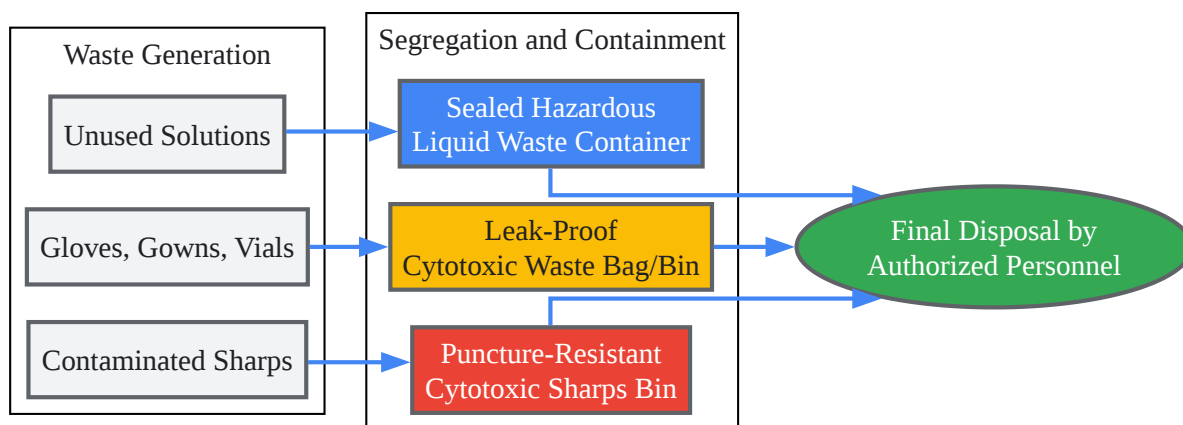 Waste Generation
Unused Solutions
Gloves, Gowns, Vials
Contaminated Sharps
Segregation and Containment
Sealed Hazardous
Liquid Waste Container
Leak-Proof
Cytotoxic Waste Bag/Bin
Puncture-Resistant
Cytotoxic Sharps Bin
Final Disposal by
Authorized Personnel